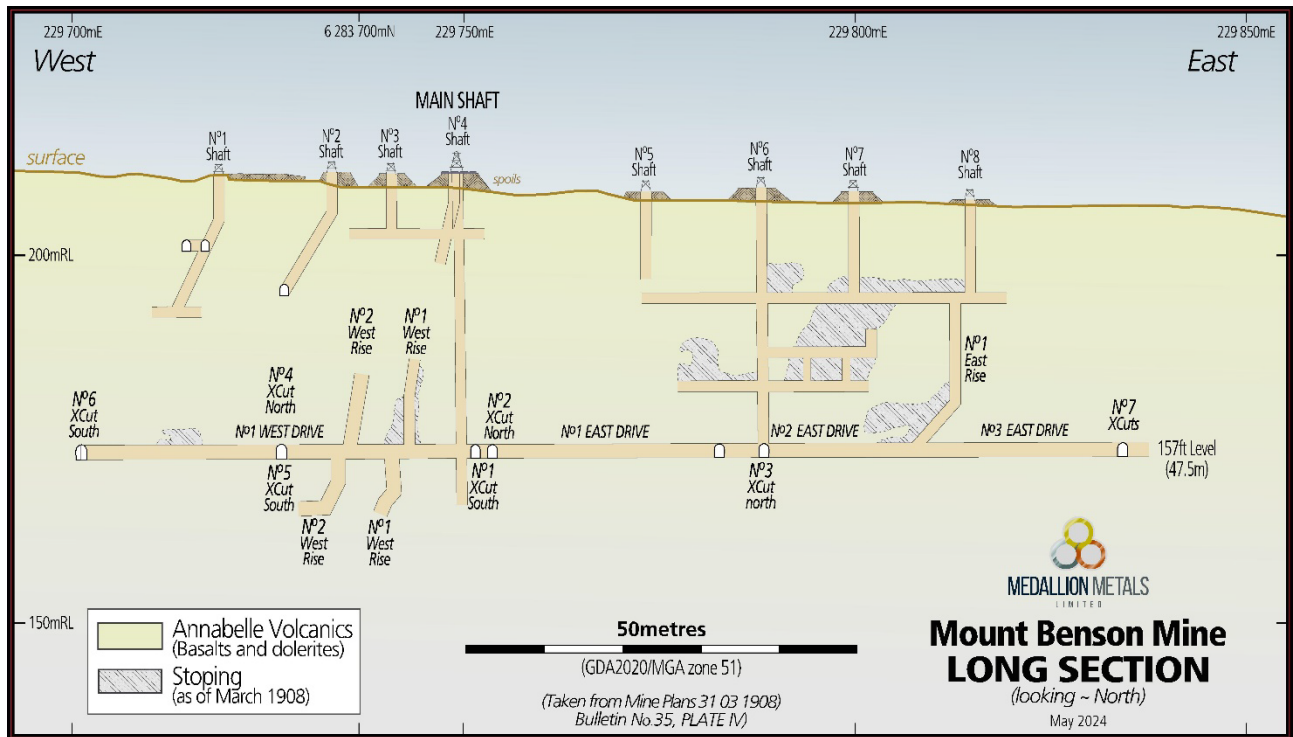 229 700mE
6 283 700mN
229 750mE
229 800mE
229 850mE
West
East
MAIN SHAFT
Nº1
Shaft
Nº2
Shaft
Nº3
Shaft
Nº4
Shaft
Nº5
Shaft
Nº6
Shaft
Nº7
Shaft
Nº8
Shaft
surface
spoils
200mRL
Nº2
West
Rise
Nº1
West
Rise
Nº1
East
Rise
Nº6
XCut
South
Nº4
XCut
North
Nº2
XCut
North
Nº7
XCuts
Nº1 WEST DRIVE
Nº1 EAST DRIVE
Nº2 EAST DRIVE
Nº3 EAST DRIVE
157ft Level
(47.5m)
Nº5
XCut
South
Nº1
XCut
South
Nº3
XCut
north
Nº2
West
Rise
Nº1
West
Rise
150mRL
Annabelle Volcanics
(Basalts and dolerites)
Stoping
(as of March 1908)
50metres
(GDA2020/MGA zone 51)
(Taken from Mine Plans 31 03 1908)
Bulletin No.35, PLATE IV)
MEDALLION METALS
LIMITED
Mount Benson Mine
LONG SECTION
(looking ~ North)
May 2024